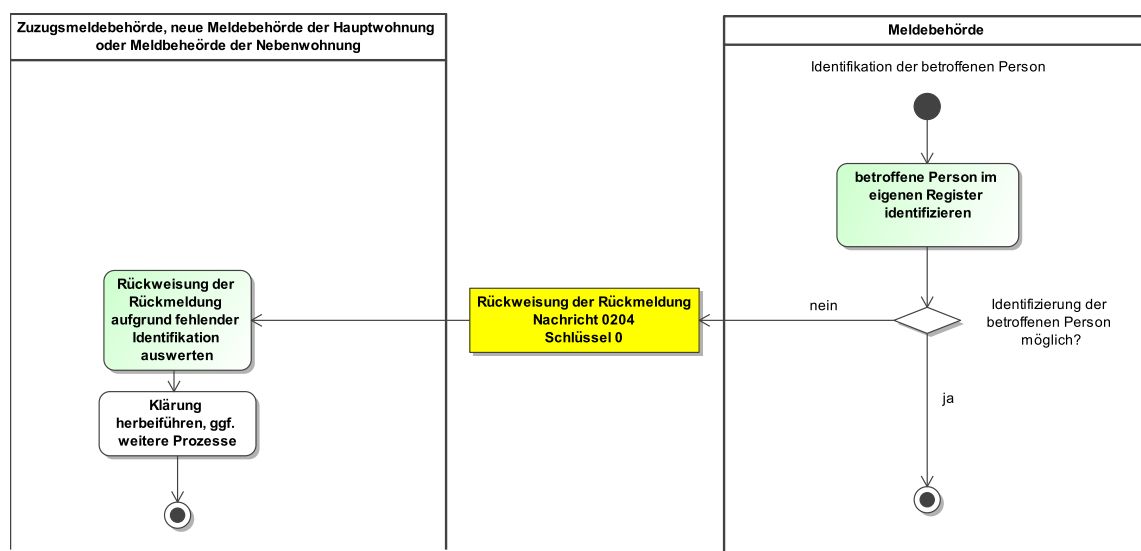 Zuzugsmeldebehörde, neue Meldebehörde der Hauptwohnung
oder Meldbeheörde der Nebenwohnung
Meldebehörde
Identifikation der betroffenen Person
betroffene Person im
eigenen Register
identifizieren
Identifizierung der
betroffenen Person
möglich?
nein
ja
Rückweisung der Rückmeldung
Nachricht 0204
Schlüssel 0
Rückweisung der
Rückmeldung
aufgrund fehlender
Identifikation
auswerten
Klärung
herbeiführen, ggf.
weitere Prozesse